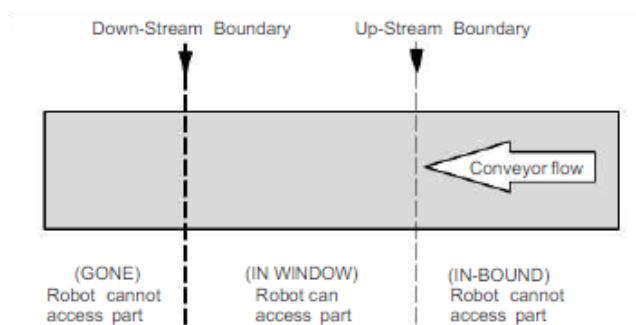 Down-Stream Boundary
Up-Stream Boundary
Conveyor flow
(GONE)
Robot cannot
access part
(IN WINDOW)
Robot can
access part
(IN-BOUND)
Robot cannot
access part